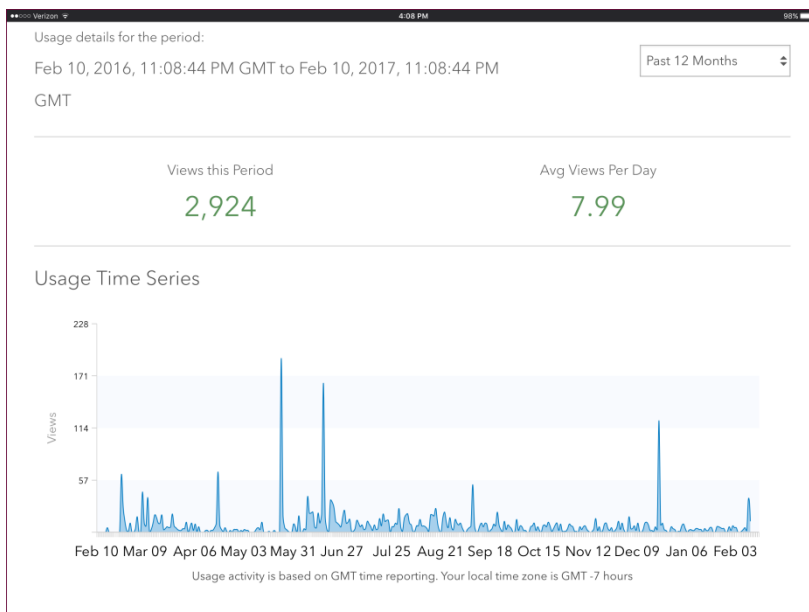 Verizon
4:08 PM
98%
Usage details for the period:
Feb 10, 2016, 11:08:44 PM GMT to Feb 10, 2017, 11:08:44 PM
GMT
Past 12 Months
Views this Period
Avg Views Per Day
2,924
7.99
Usage Time Series
228
171
114
57
Views
Feb 10 Mar 09 Apr 06 May 03 May 31 Jun 27 Jul 25 Aug 21 Sep 18 Oct 15 Nov 12 Dec 09 Jan 06 Feb 03
Usage activity is based on GMT time reporting. Your local time zone is GMT -7 hours